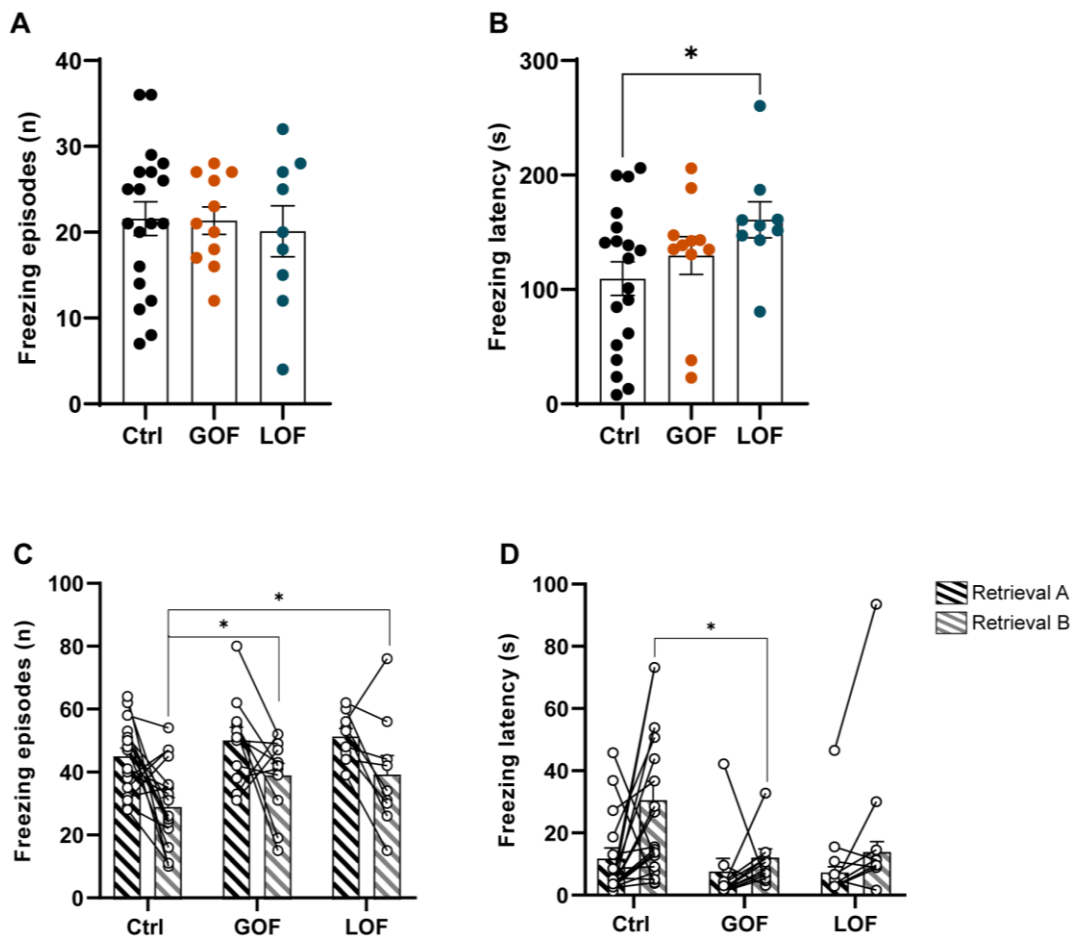 A
Freezing episodes (n)
40
30
20
10
0
Ctrl GOF LOF
B
Freezing latency (s)
300
200
100
0
*
Ctrl GOF LOF
C
Freezing episodes (n)
100
80
60
40
20
0
*
*
Ctrl GOF LOF
D
Freezing latency (s)
100
80
60
40
20
0
*
Ctrl GOF LOF
Retrieval A
Retrieval B